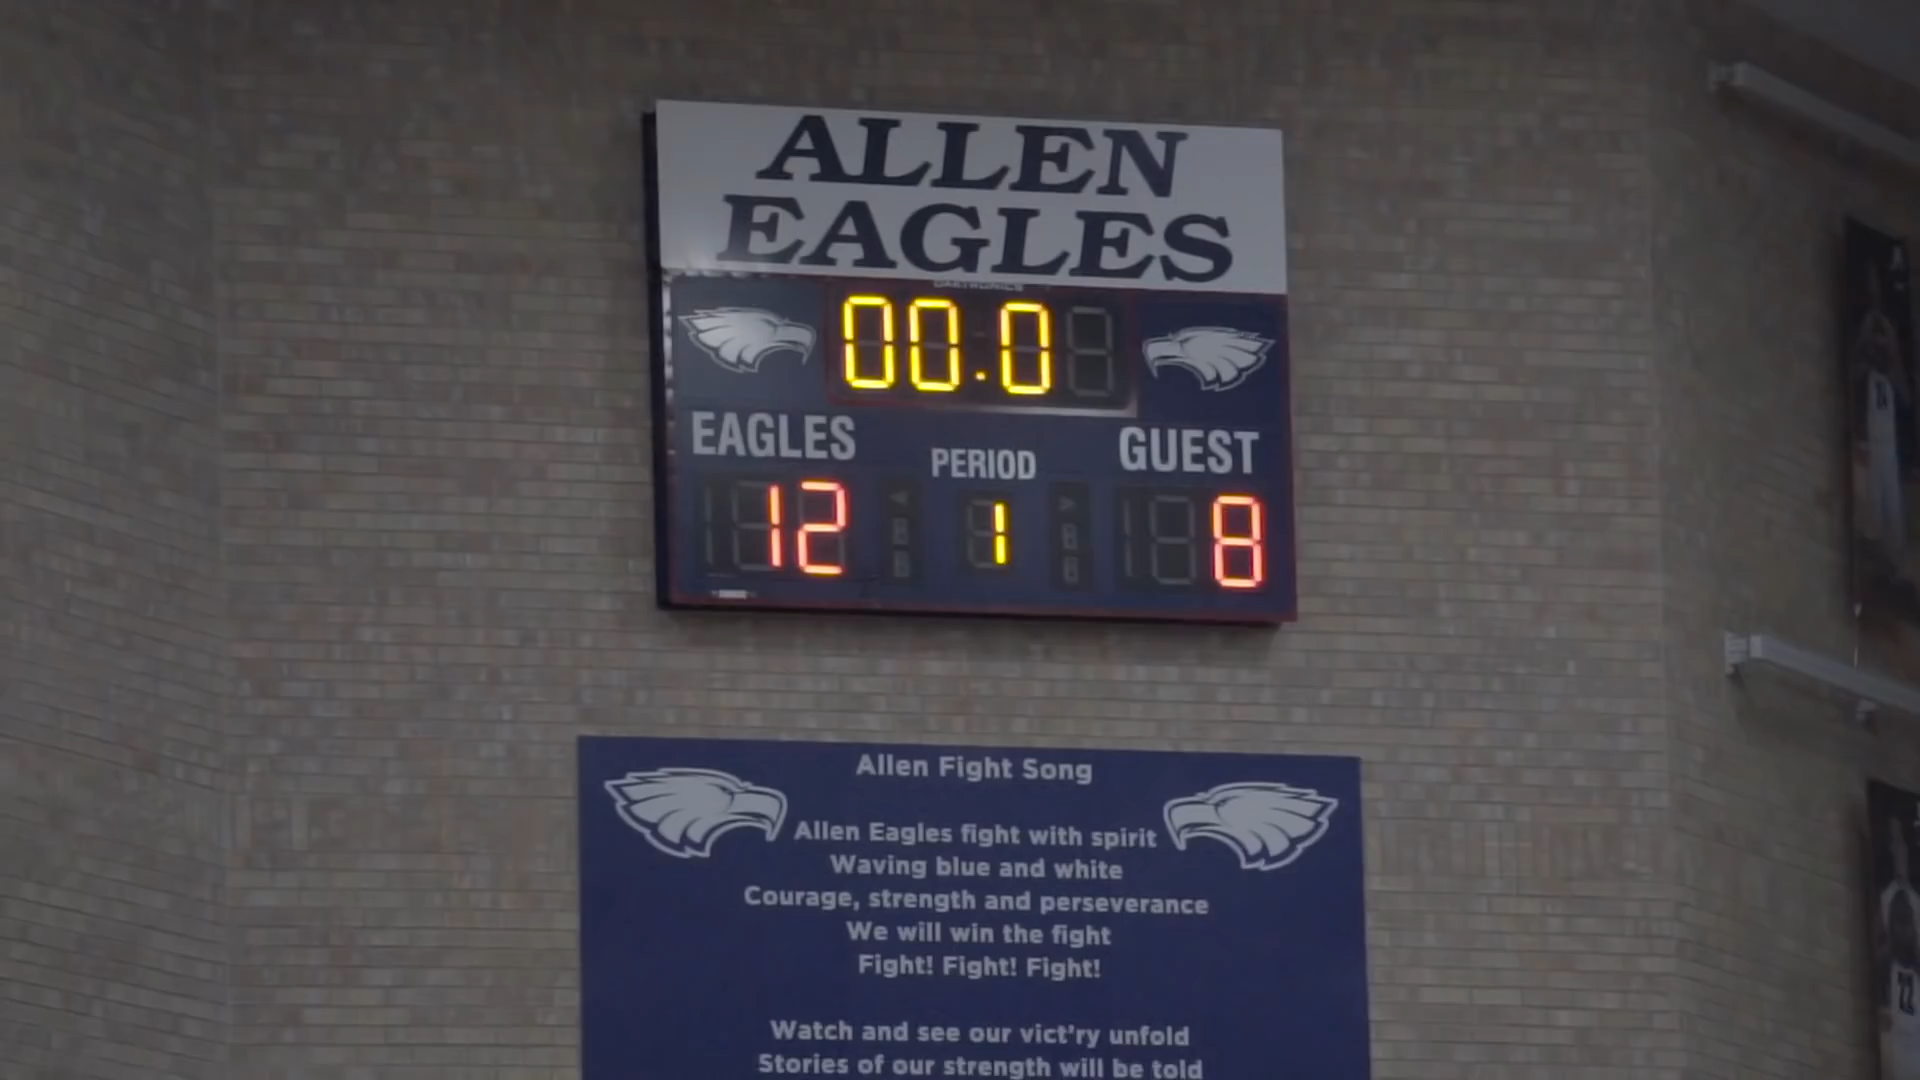 ALLEN
EAGLES
DAKTRONICS
00.0
EAGLES
PERIOD
GUEST
12
1
8
Allen Fight Song
Allen Eagles fight with spirit
Waving blue and white
Courage, strength and perseverance
We will win the fight
Fight! Fight! Fight!
Watch and see our vict'ry unfold
Stories of our strength will be told
22